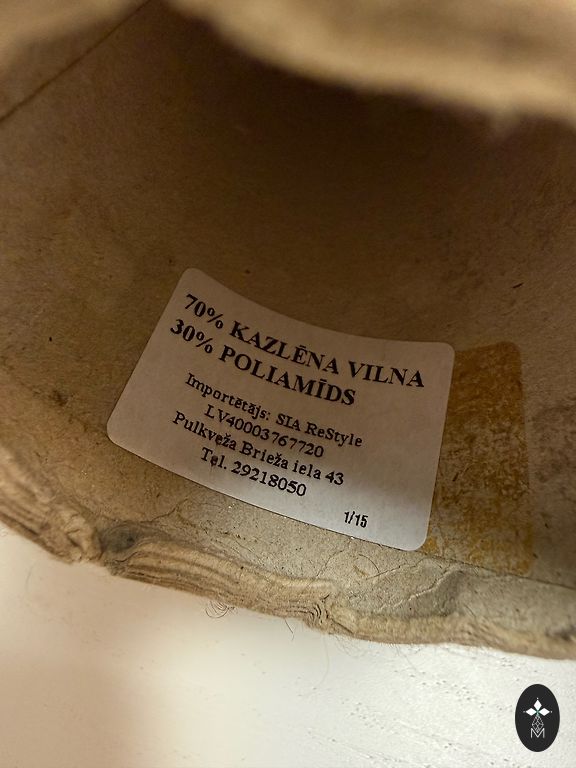 70% KAZLĒNA VILNA
30% POLIAMĪDS
Importētājs: SIA ReStyle
LV40003767720
Pulkveža Brieža iela 43
Tel. 29218050
1/15
M